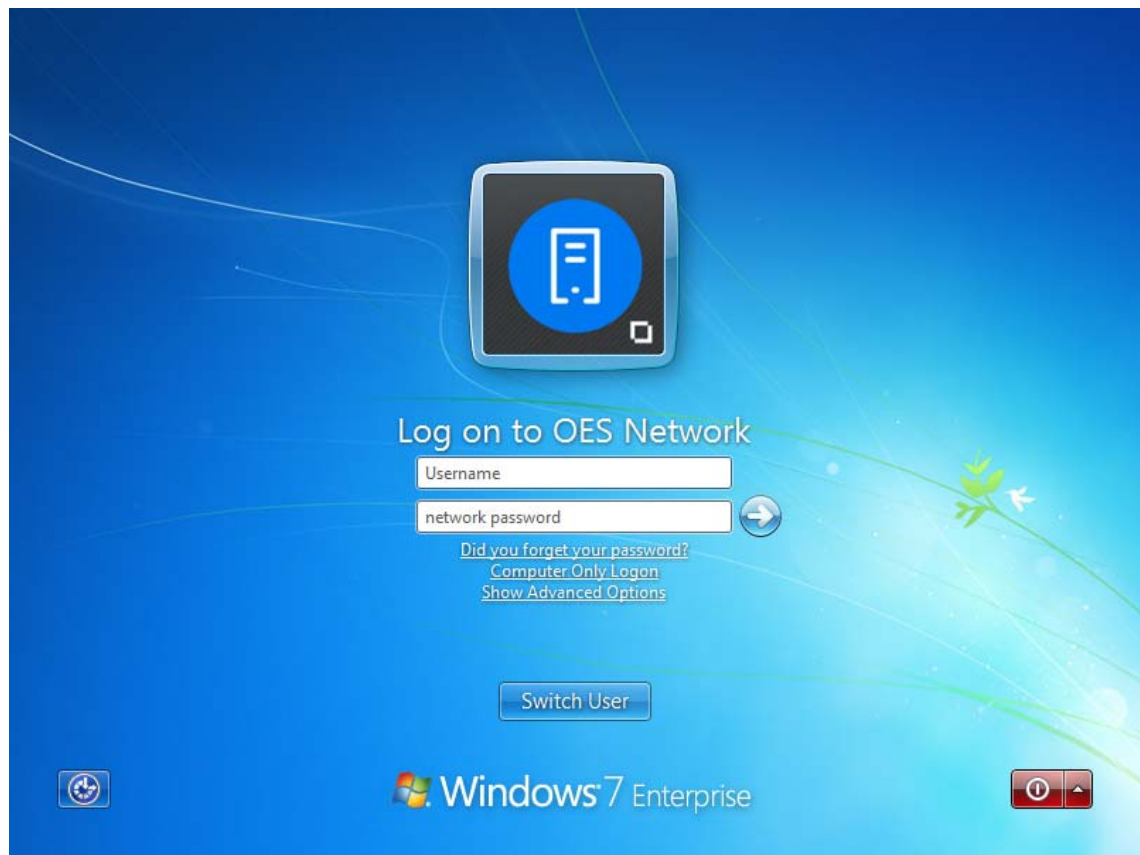 Log on to OES Network
Username
network password
Did you forget your password?
Computer Only Logon
Show Advanced Options
Switch User
Windows 7 Enterprise